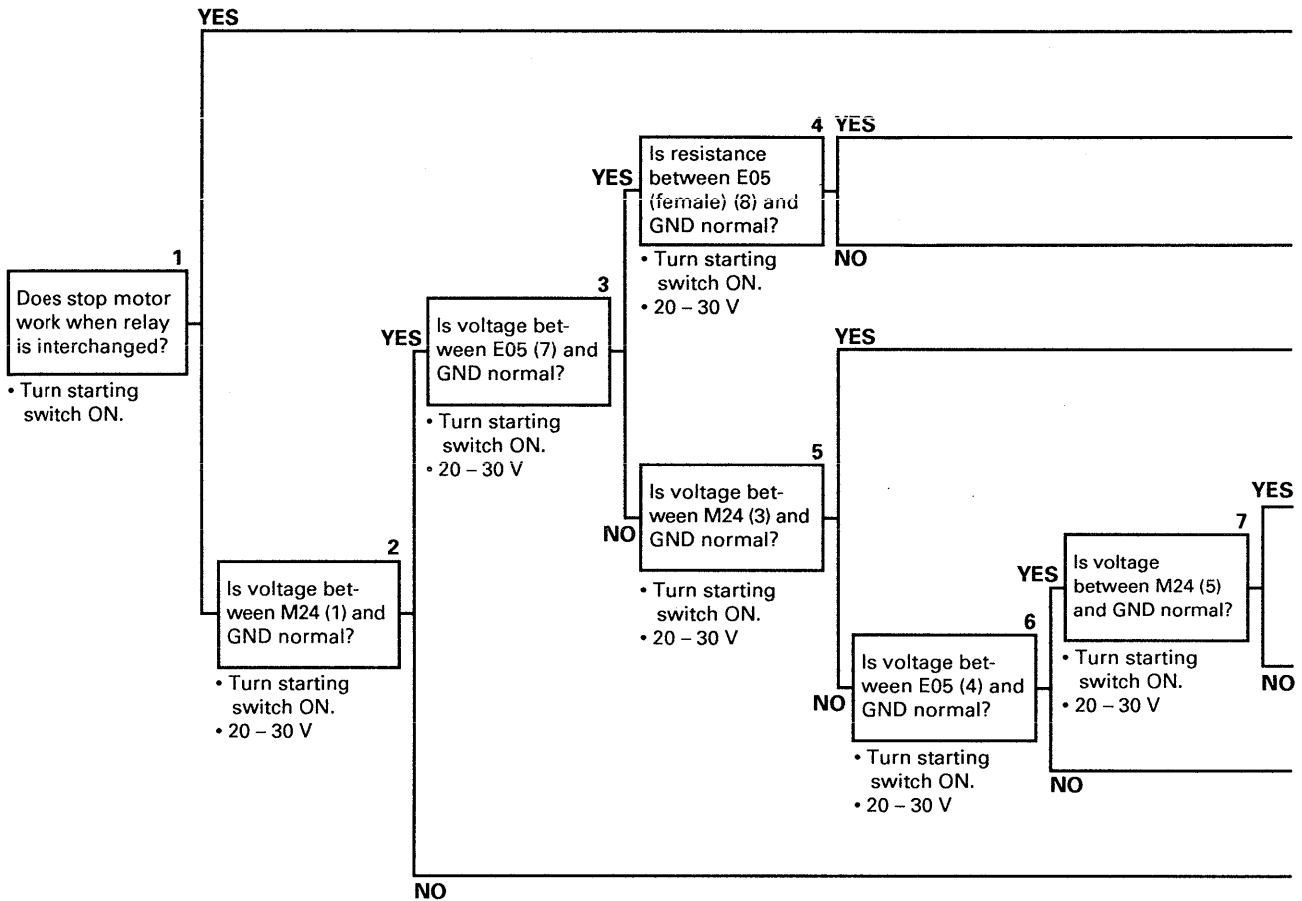 YES
1
Does stop motor
work when relay
is interchanged?
• Turn starting
switch ON.
2
Is voltage bet-
ween M24 (1) and
GND normal?
• Turn starting
switch ON.
• 20 – 30 V
YES
NO
3
Is voltage bet-
ween E05 (7) and
GND normal?
• Turn starting
switch ON.
• 20 – 30 V
YES
NO
4
Is resistance
between E05
(female) (8) and
GND normal?
• Turn starting
switch ON.
• 20 – 30 V
YES
NO
5
Is voltage bet-
ween M24 (3) and
GND normal?
• Turn starting
switch ON.
• 20 – 30 V
YES
NO
6
Is voltage bet-
ween E05 (4) and
GND normal?
• Turn starting
switch ON.
• 20 – 30 V
YES
NO
7
Is voltage
between M24 (5)
and GND normal?
• Turn starting
switch ON.
• 20 – 30 V
YES
NO